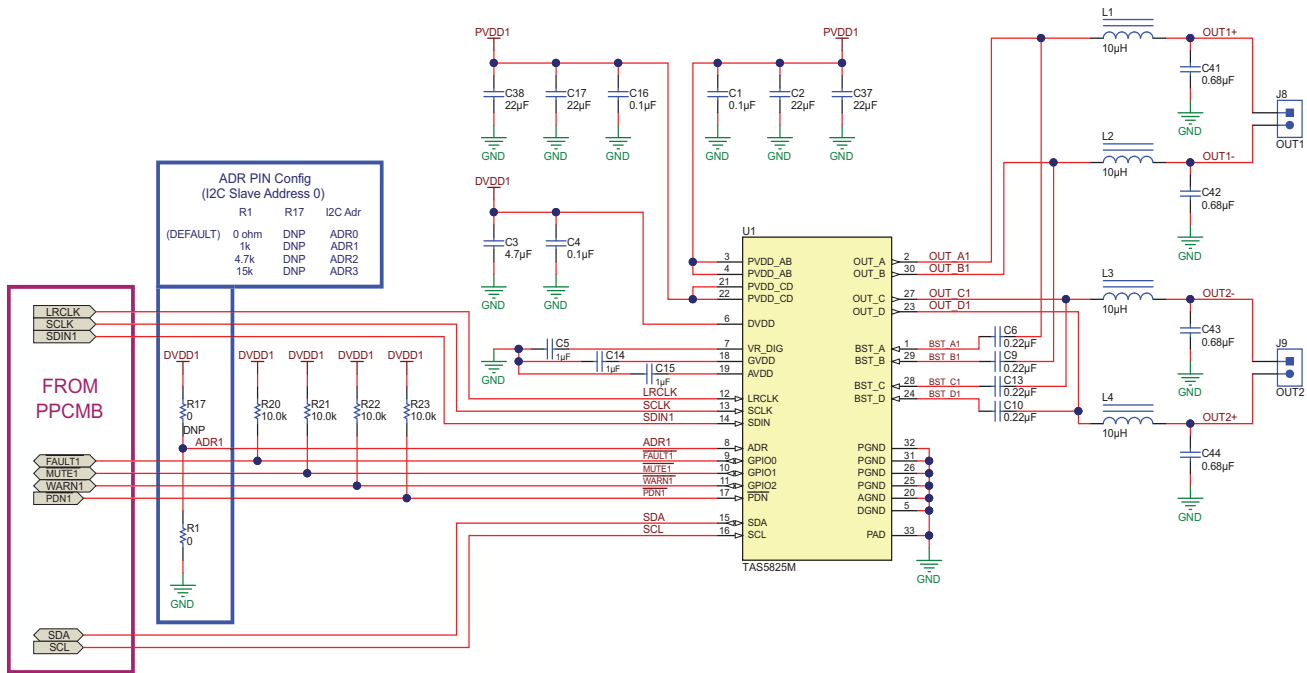 L1
10µH
OUT1+
C41
0.68µF
GND
J8
OUT1
L2
10µH
OUT1-
C42
0.68µF
GND
PVDD1
C38
22µF
C17
22µF
C16
0.1µF
GND
GND
GND
PVDD1
C1
0.1µF
C2
22µF
C37
22µF
GND
GND
GND
DVDD1
C3
4.7µF
C4
0.1µF
GND
GND
ADR PIN Config
(I2C Slave Address 0)
R1 R17 I2C Adr
(DEFAULT) 0 ohm DNP ADR0
1k DNP ADR1
4.7k DNP ADR2
15k DNP ADR3
LRCLK
SCLK
SDIN1
FROM
PPCMB
FAULT1
MUTE1
WARN1
PDN1
SDA
SCL
DVDD1 DVDD1 DVDD1 DVDD1 DVDD1
R17
0
DNP
R20
10.0k
R21
10.0k
R22
10.0k
R23
10.0k
ADR1
R1
0
GND
GND
C5
1µF
C14
1µF
C15
1µF
LRCLK
SCLK
SDIN1
ADR1
FAULT1
MUTE1
WARN1
PDN1
SDA
SCL
U1
3 PVDD_AB
4 PVDD_AB
21 PVDD_CD
22 PVDD_CD
6 DVDD
7 VR_DIG
18 GVDD
19 AVDD
12 LRCLK
13 SCLK
14 SDIN
8 ADR
9 GPIO0
10 GPIO1
11 GPIO2
17 PDN
15 SDA
16 SCL
OUT_A 2 OUT_A1
OUT_B 30 OUT_B1
OUT_C 27 OUT_C1
OUT_D 23 OUT_D1
BST_A 1 BST_A1
BST_B 29 BST_B1
BST_C 28 BST_C1
BST_D 24 BST_D1
PGND 32
PGND 31
PGND 26
PGND 25
AGND 20
DGND 5
PAD 33
TAS5825M
GND
C6
0.22µF
C9
0.22µF
C13
0.22µF
C10
0.22µF
L3
10µH
OUT2-
C43
0.68µF
GND
J9
OUT2
L4
10µH
OUT2+
C44
0.68µF
GND